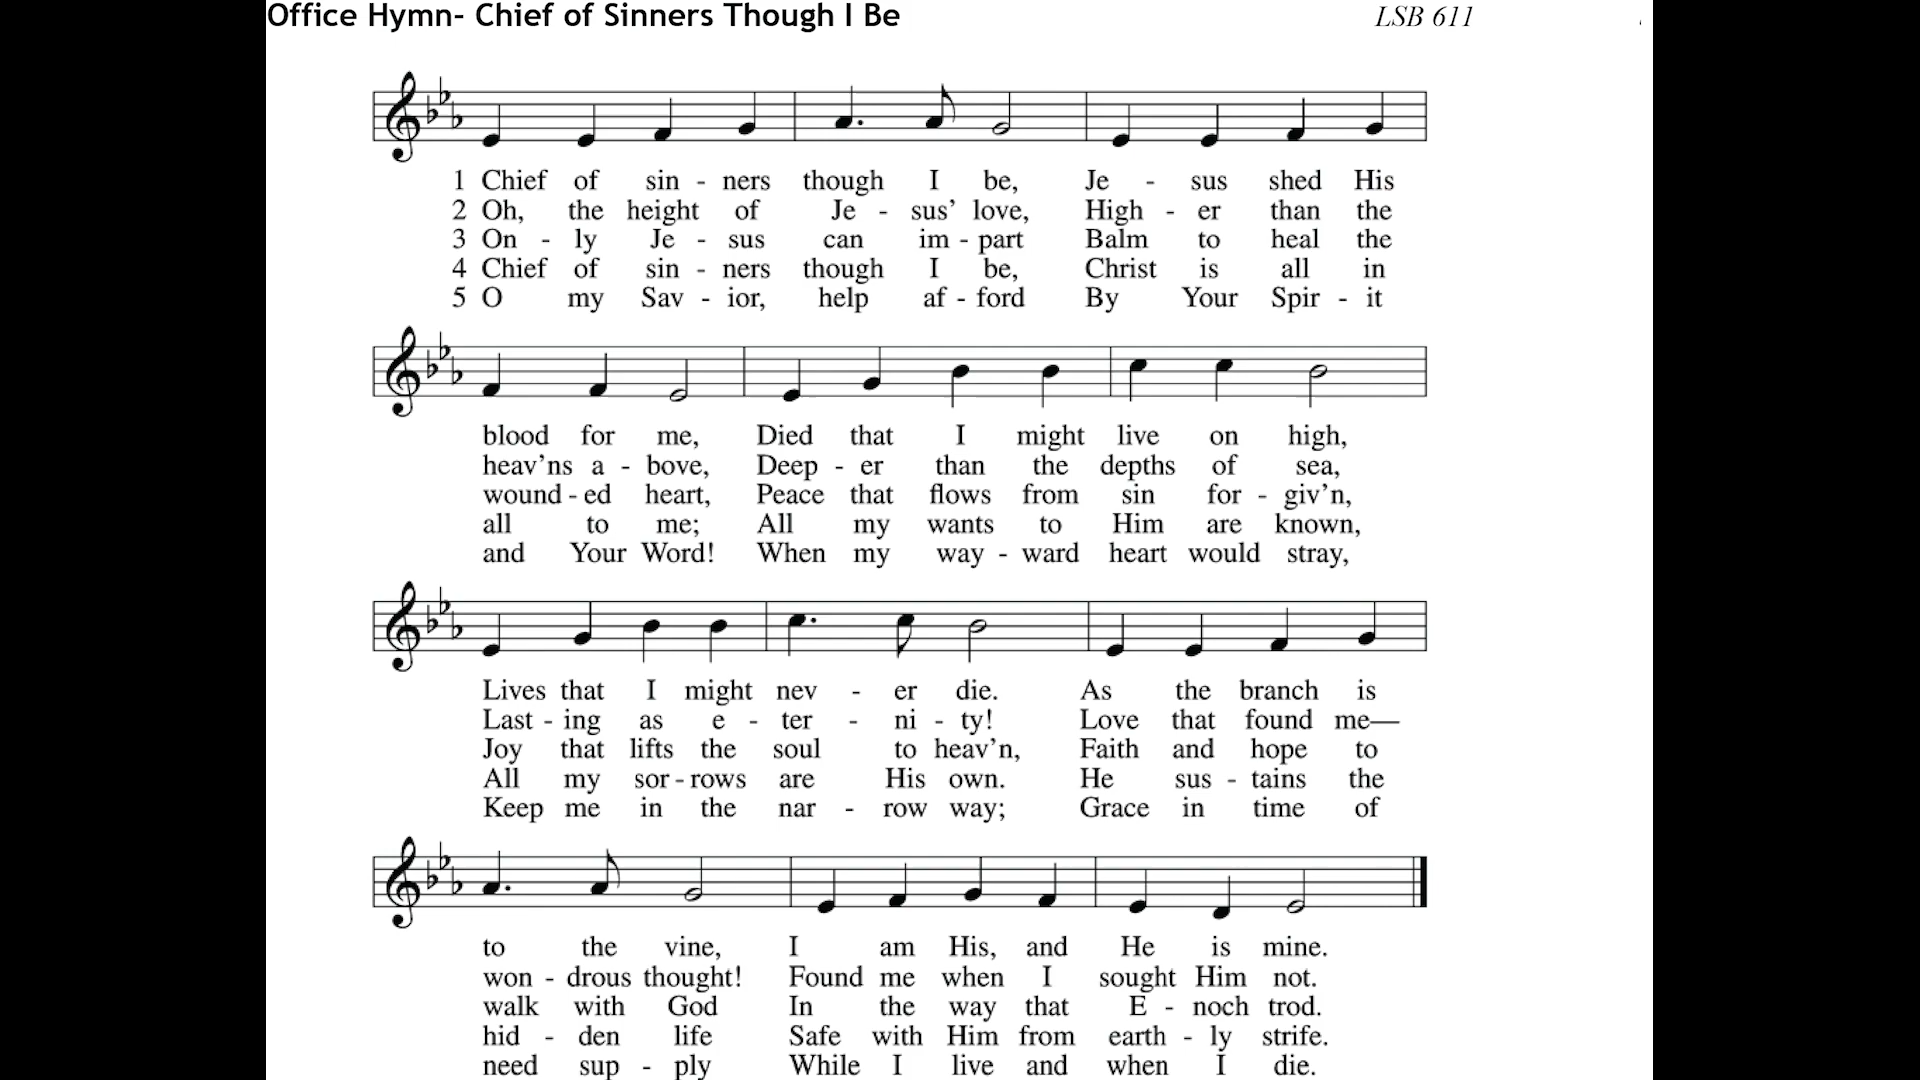 Office Hymn- Chief of Sinners Though I Be LSB 611
1 Chief of sin - ners though I be, Je - sus shed His
2 Oh, the height of Je - sus’ love, High - er than the
3 On - ly Je - sus can im - part Balm to heal the
4 Chief of sin - ners though I be, Christ is all in
5 O my Sav - ior, help af - ford By Your Spir - it
blood for me, Died that I might live on high,
heav’ns a - bove, Deep - er than the depths of sea,
wound - ed heart, Peace that flows from sin for - giv’n,
all to me; All my wants to Him are known,
and Your Word! When my way - ward heart would stray,
Lives that I might nev - er die. As the branch is
Last - ing as e - ter - ni - ty! Love that found me—
Joy that lifts the soul to heav’n, Faith and hope to
All my sor - rows are His own. He sus - tains the
Keep me in the nar - row way; Grace in time of
to the vine, I am His, and He is mine.
won - drous thought! Found me when I sought Him not.
walk with God In the way that E - noch trod.
hid - den life Safe with Him from earth - ly strife.
need sup - ply While I live and when I die.